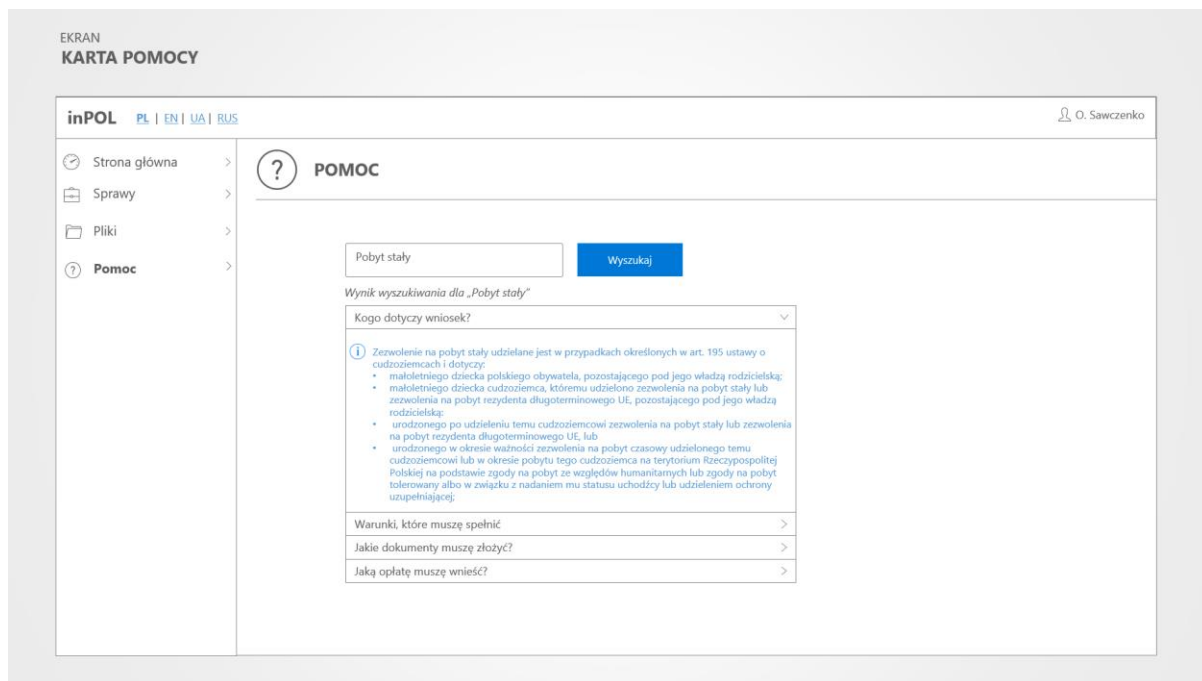 EKRAN
KARTA POMOCY
inPOL PL | EN | UA | RUS
O. Sawczenko
Strona główna
Sprawy
Pliki
Pomoc
? POMOC
Pobyt stały
Wyszukaj
Wynik wyszukiwania dla „Pobyt stały"
Kogo dotyczy wniosek?
Zezwolenie na pobyt stały udzielane jest w przypadkach określonych w art. 195 ustawy o
cudzoziemcach i dotyczy:
• małoletniego dziecka polskiego obywatela, pozostającego pod jego władzą rodzicielską;
• małoletniego dziecka cudzoziemca, któremu udzielono zezwolenia na pobyt stały lub
zezwolenia na pobyt rezydenta długoterminowego UE, pozostającego pod jego władzą
rodzicielską:
• urodzonego po udzieleniu temu cudzoziemcowi zezwolenia na pobyt stały lub zezwolenia
na pobyt rezydenta długoterminowego UE, lub
• urodzonego w okresie ważności zezwolenia na pobyt czasowy udzielonego temu
cudzoziemcowi lub w okresie pobytu tego cudzoziemca na terytorium Rzeczypospolitej
Polskiej na podstawie zgody na pobyt ze względów humanitarnych lub zgody na pobyt
tolerowany albo w związku z nadaniem mu statusu uchodźcy lub udzieleniem ochrony
uzupełniającej;
Warunki, które muszę spełnić
Jakie dokumenty muszę złożyć?
Jaką opłatę muszę wnieść?